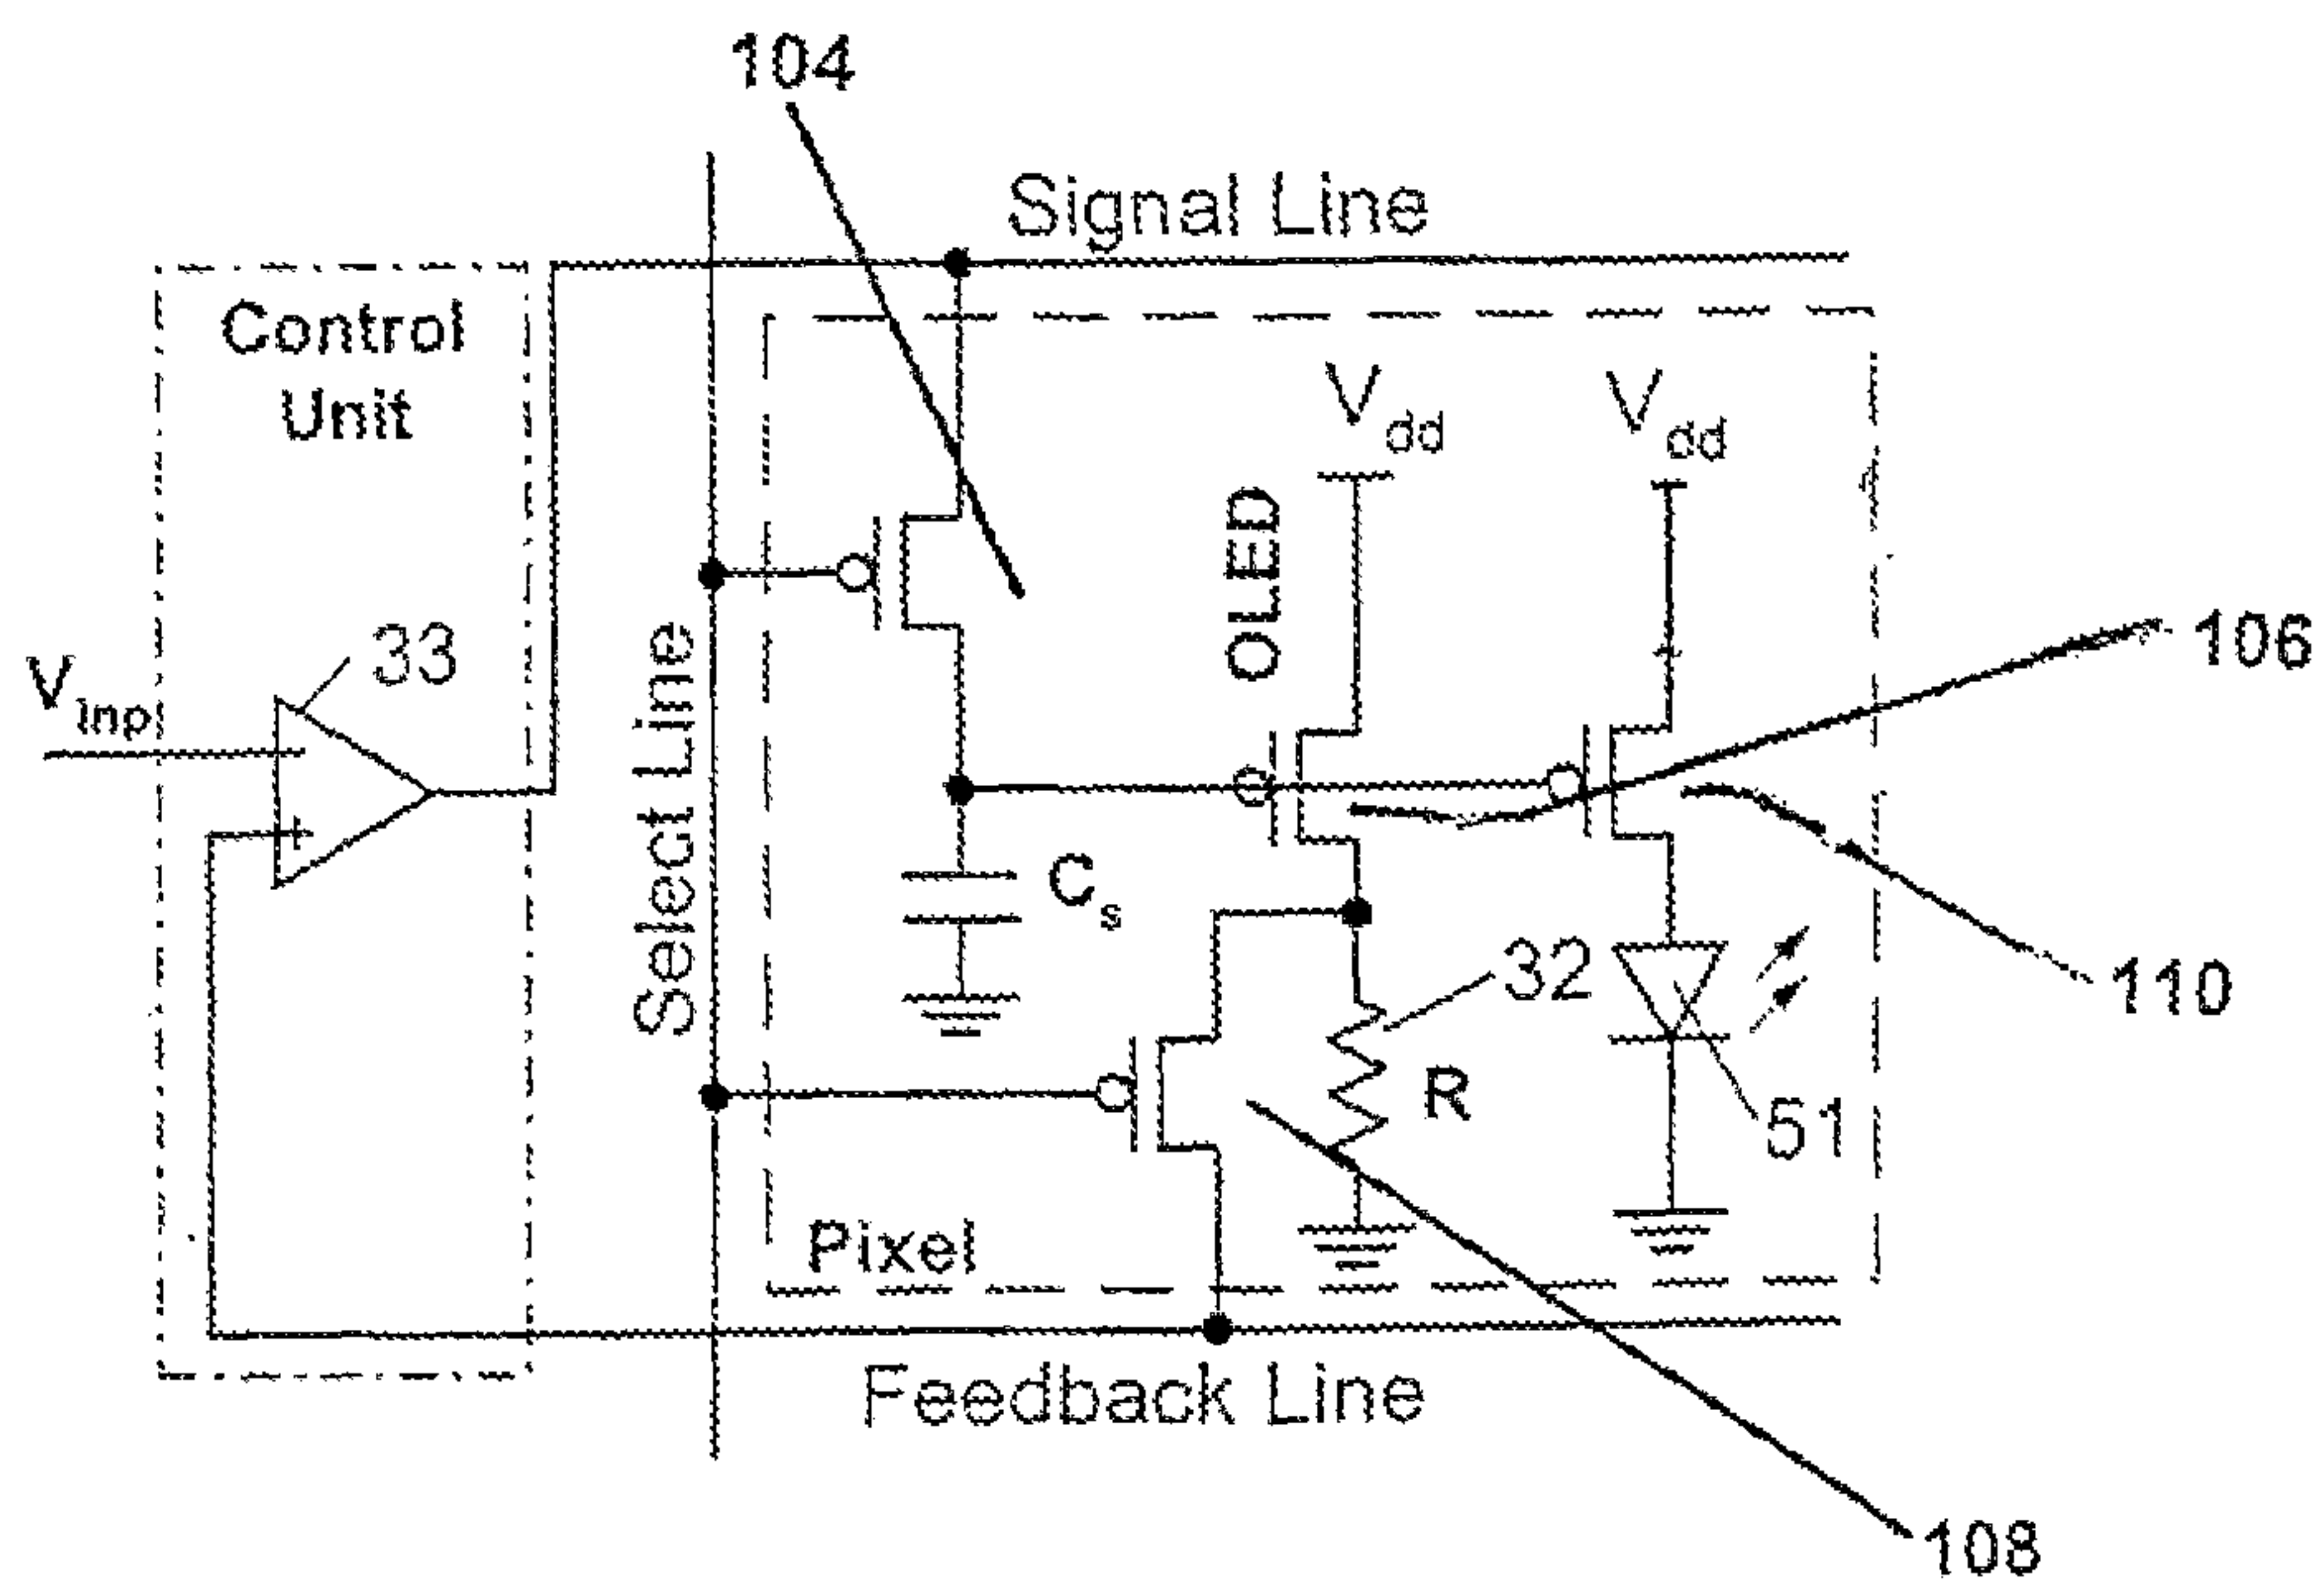 104
Signal Line
Control
Unit
Vdd
Vdd
OLED
33
Vinp
−
+
Select Line
106
Cs
32
110
R
51
Pixel
Feedback Line
108